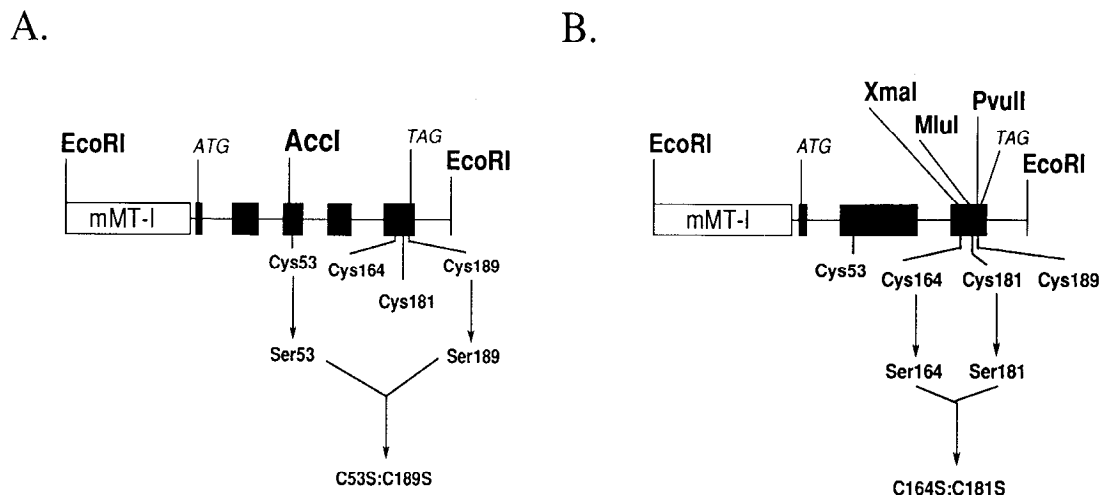 A.
EcoRI
ATG
AccI
TAG
EcoRI
mMT-I
Cys53
Cys164
Cys181
Cys189
Ser53
Ser189
C53S:C189S
B.
XmaI
MluI
PvuII
EcoRI
ATG
TAG
EcoRI
mMT-I
Cys53
Cys164
Cys181
Cys189
Ser164
Ser181
C164S:C181S